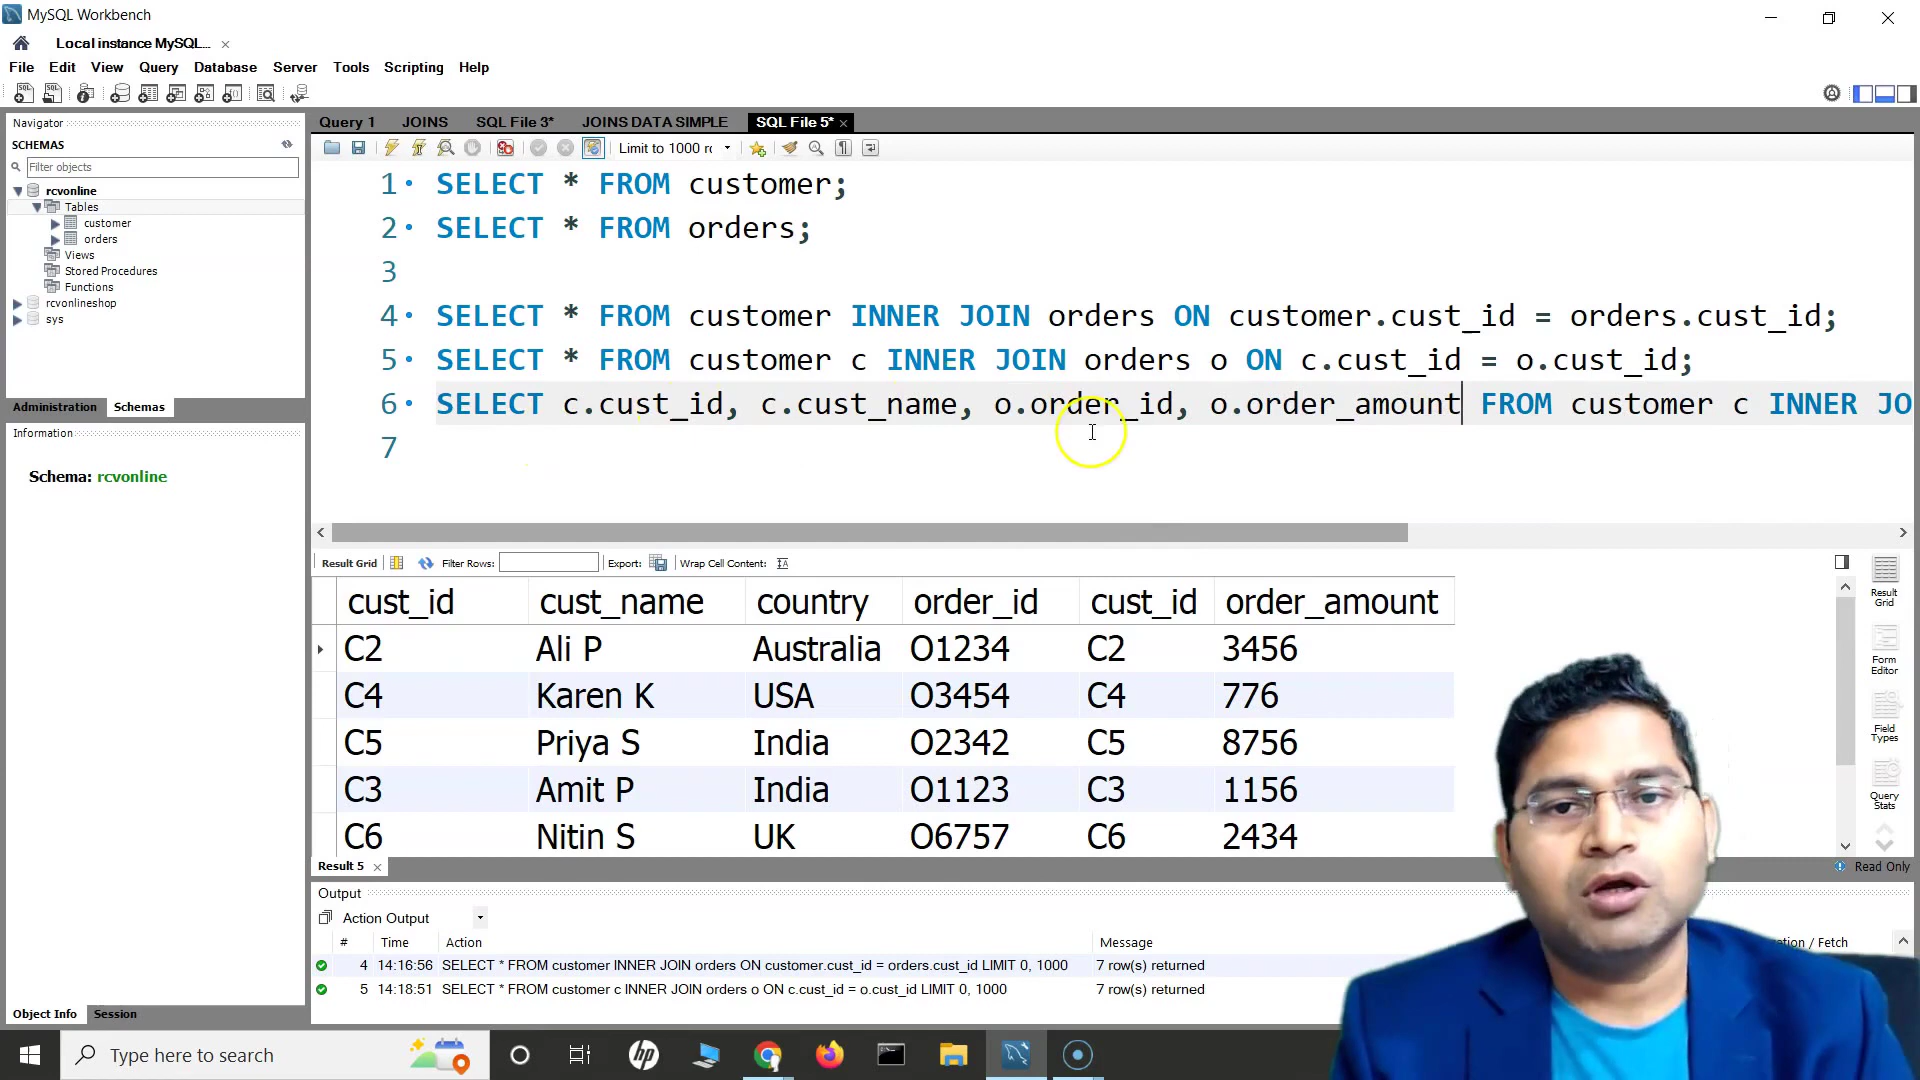 MySQL Workbench
Local instance MySQL...
File Edit View Query Database Server Tools Scripting Help
Navigator
SCHEMAS
Filter objects
rcvonline
Tables
customer
orders
Views
Stored Procedures
Functions
rcvonlineshop
sys
Administration Schemas
Information
Schema: rcvonline
Object Info Session
Query 1 JOINS SQL File 3* JOINS DATA SIMPLE SQL File 5*
Limit to 1000 rc
1 SELECT * FROM customer;
2 SELECT * FROM orders;
3
4 SELECT * FROM customer INNER JOIN orders ON customer.cust_id = orders.cust_id;
5 SELECT * FROM customer c INNER JOIN orders o ON c.cust_id = o.cust_id;
6 SELECT c.cust_id, c.cust_name, o.order_id, o.order_amount FROM customer c INNER JO
7
Result Grid Filter Rows: Export: Wrap Cell Content:
cust_id cust_name country order_id cust_id order_amount
C2 Ali P Australia O1234 C2 3456
C4 Karen K USA O3454 C4 776
C5 Priya S India O2342 C5 8756
C3 Amit P India O1123 C3 1156
C6 Nitin S UK O6757 C6 2434
Result Grid
Form Editor
Field Types
Query Stats
Result 5 Read Only
Output
Action Output
# Time Action Message /  Fetch
4 14:16:56 SELECT * FROM customer INNER JOIN orders ON customer.cust_id = orders.cust_id LIMIT 0, 1000 7 row(s) returned
5 14:18:51 SELECT * FROM customer c INNER JOIN orders o ON c.cust_id = o.cust_id LIMIT 0, 1000 7 row(s) returned
Type here to search
hp